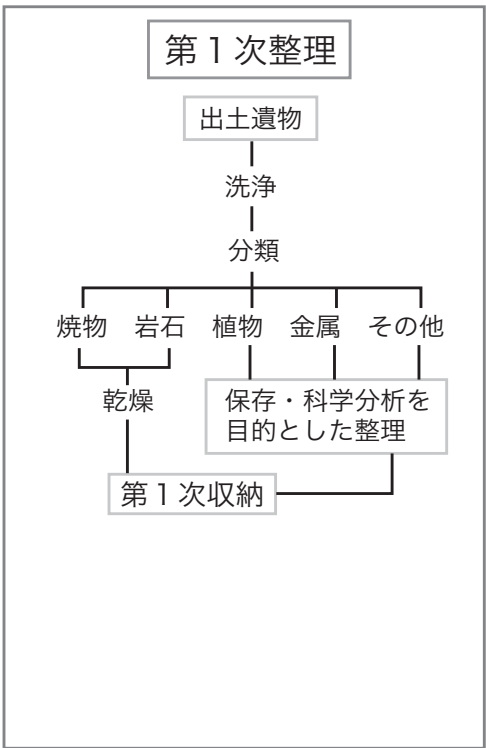 第1次整理
出土遺物
洗浄
分類
焼物 岩石 植物 金属 その他
乾燥
保存・科学分析を
目的とした整理
第1次収納